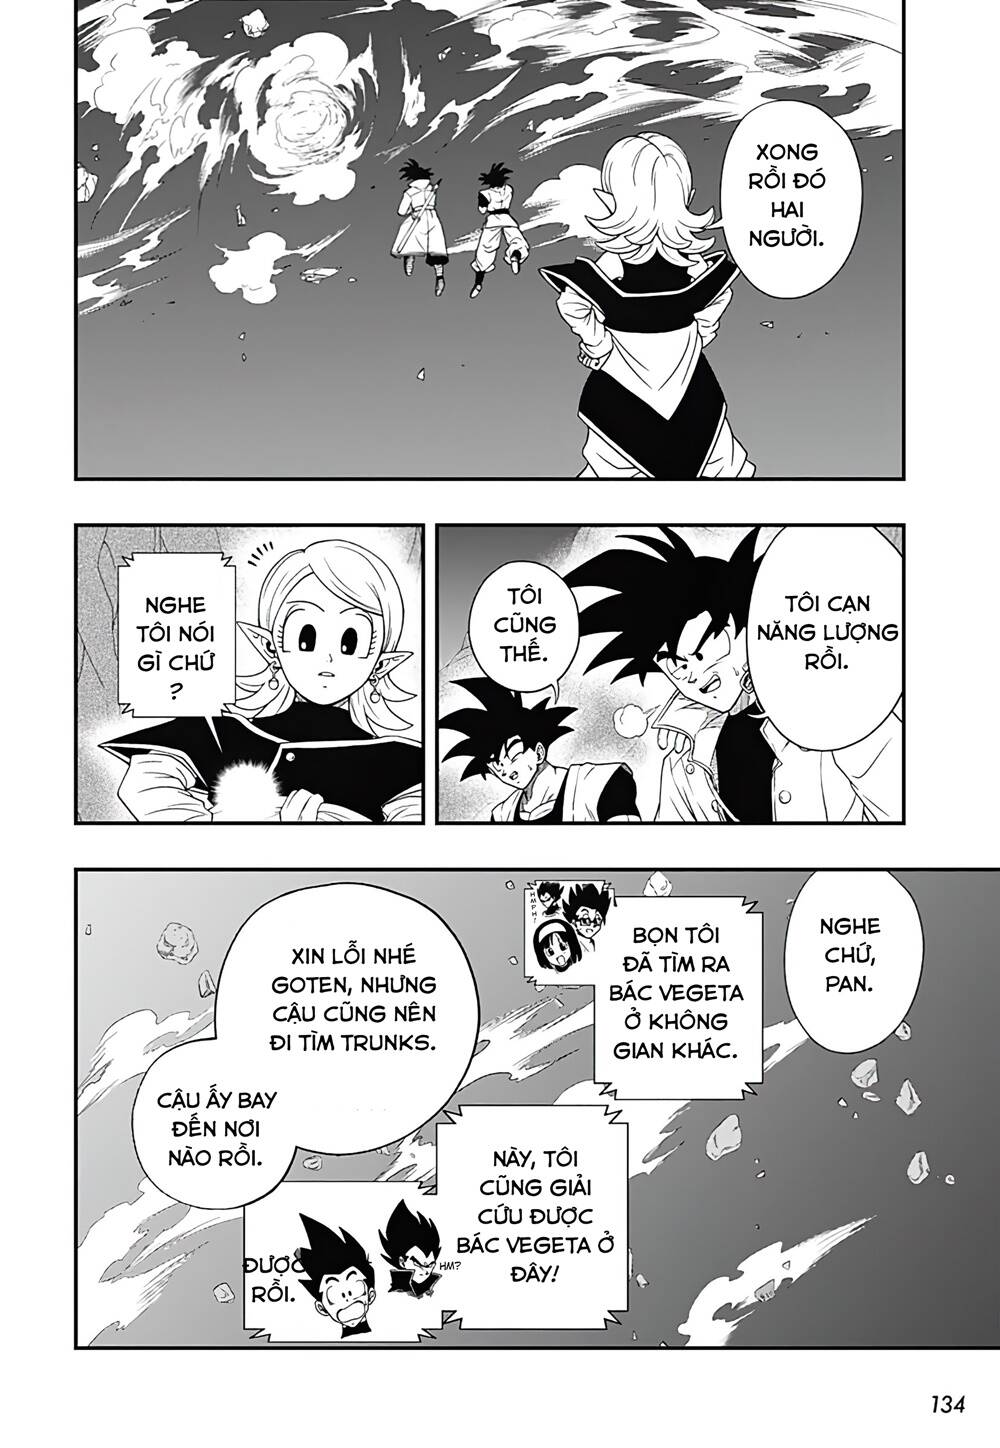 XONG
RỒI ĐÓ
HAI
NGƯỜI.
TÔI CẠN
NĂNG LƯỢNG
RỒI.
TÔI
CŨNG
THẾ.
NGHE
TÔI NÓI
GÌ CHỨ
?
NGHE
CHỨ,
PAN.
HMPH?
BỌN TÔI
ĐÃ TÌM RA
BÁC VEGETA
Ở KHÔNG
GIAN KHÁC.
XIN LỖI NHÉ
GOTEN, NHƯNG
CẬU CŨNG NÊN
ĐI TÌM TRUNKS.
CẬU ẤY BAY
ĐẾN NƠI
NÀO RỒI.
NÀY, TÔI
CŨNG GIẢI
CỨU ĐƯỢC
BÁC VEGETA Ở
ĐÂY!
HM?
ĐƯỢC
RỒI.
134